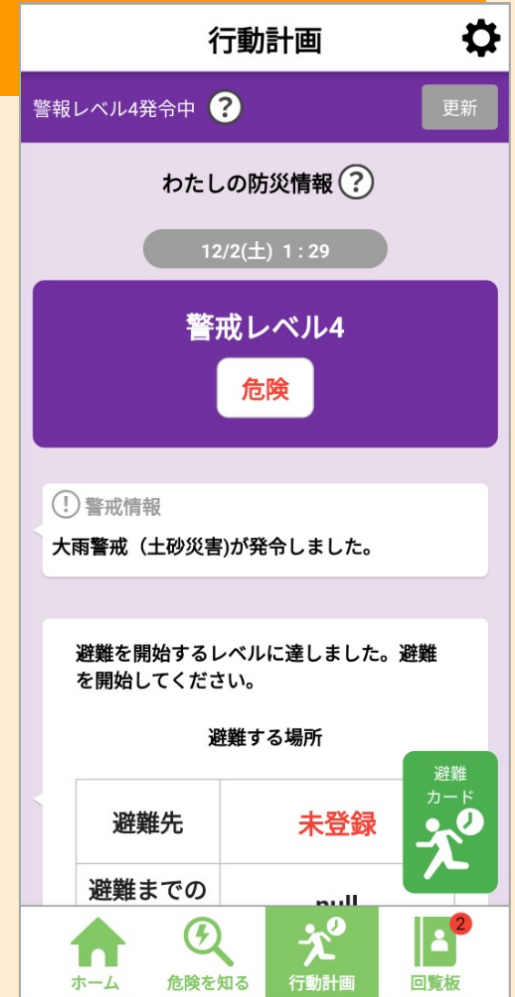 行動計画
警報レベル4発令中 ?
更新
わたしの防災情報 ?
12/2(土) 1:29
警戒レベル4
危険
警戒情報
大雨警戒（土砂災害)が発令しました。
避難を開始するレベルに達しました。避難
を開始してください。
避難する場所
避難
カード
避難先
未登録
避難までの
null
2
ホーム
危険を知る
行動計画
回覧板